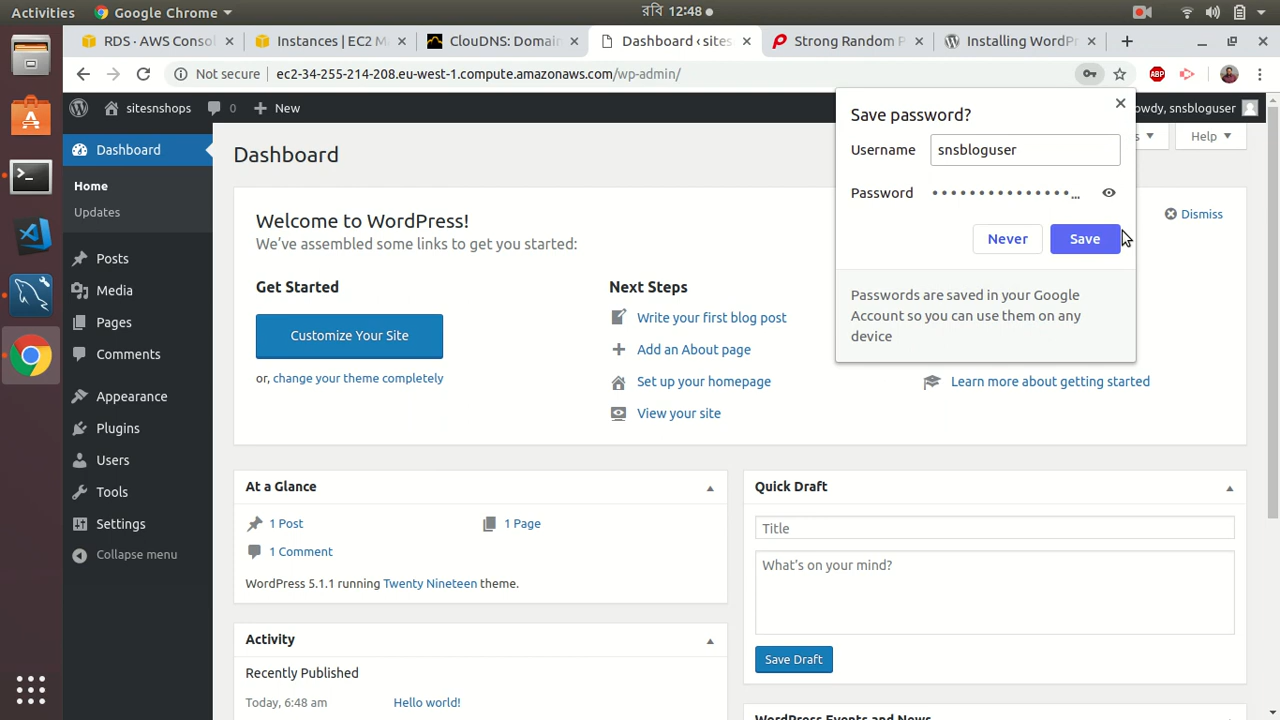 Activities
Google Chrome
রবি 12:48
RDS · AWS Conso
Instances | EC2 M
ClouDNS: Domain
Dashboard ‹ sites
Strong Random P
Installing WordPr
Not secure
ec2-34-255-214-208.eu-west-1.compute.amazonaws.com/wp-admin/
ABP
sitesnshops
0
New
owdy, snsbloguser
Save password?
Username
snsbloguser
Password
Never
Save
Passwords are saved in your Google
Account so you can use them on any
device
Help
Dashboard
Home
Updates
Posts
Media
Pages
Comments
Appearance
Plugins
Users
Tools
Settings
Collapse menu
Dashboard
Welcome to WordPress!
We've assembled some links to get you started:
Dismiss
Get Started
Customize Your Site
or, change your theme completely
Next Steps
Write your first blog post
Add an About page
Set up your homepage
View your site
Learn more about getting started
At a Glance
1 Post
1 Page
1 Comment
WordPress 5.1.1 running Twenty Nineteen theme.
Activity
Recently Published
Today, 6:48 am
Hello world!
Quick Draft
Title
What's on your mind?
Save Draft
WordPress Events and News